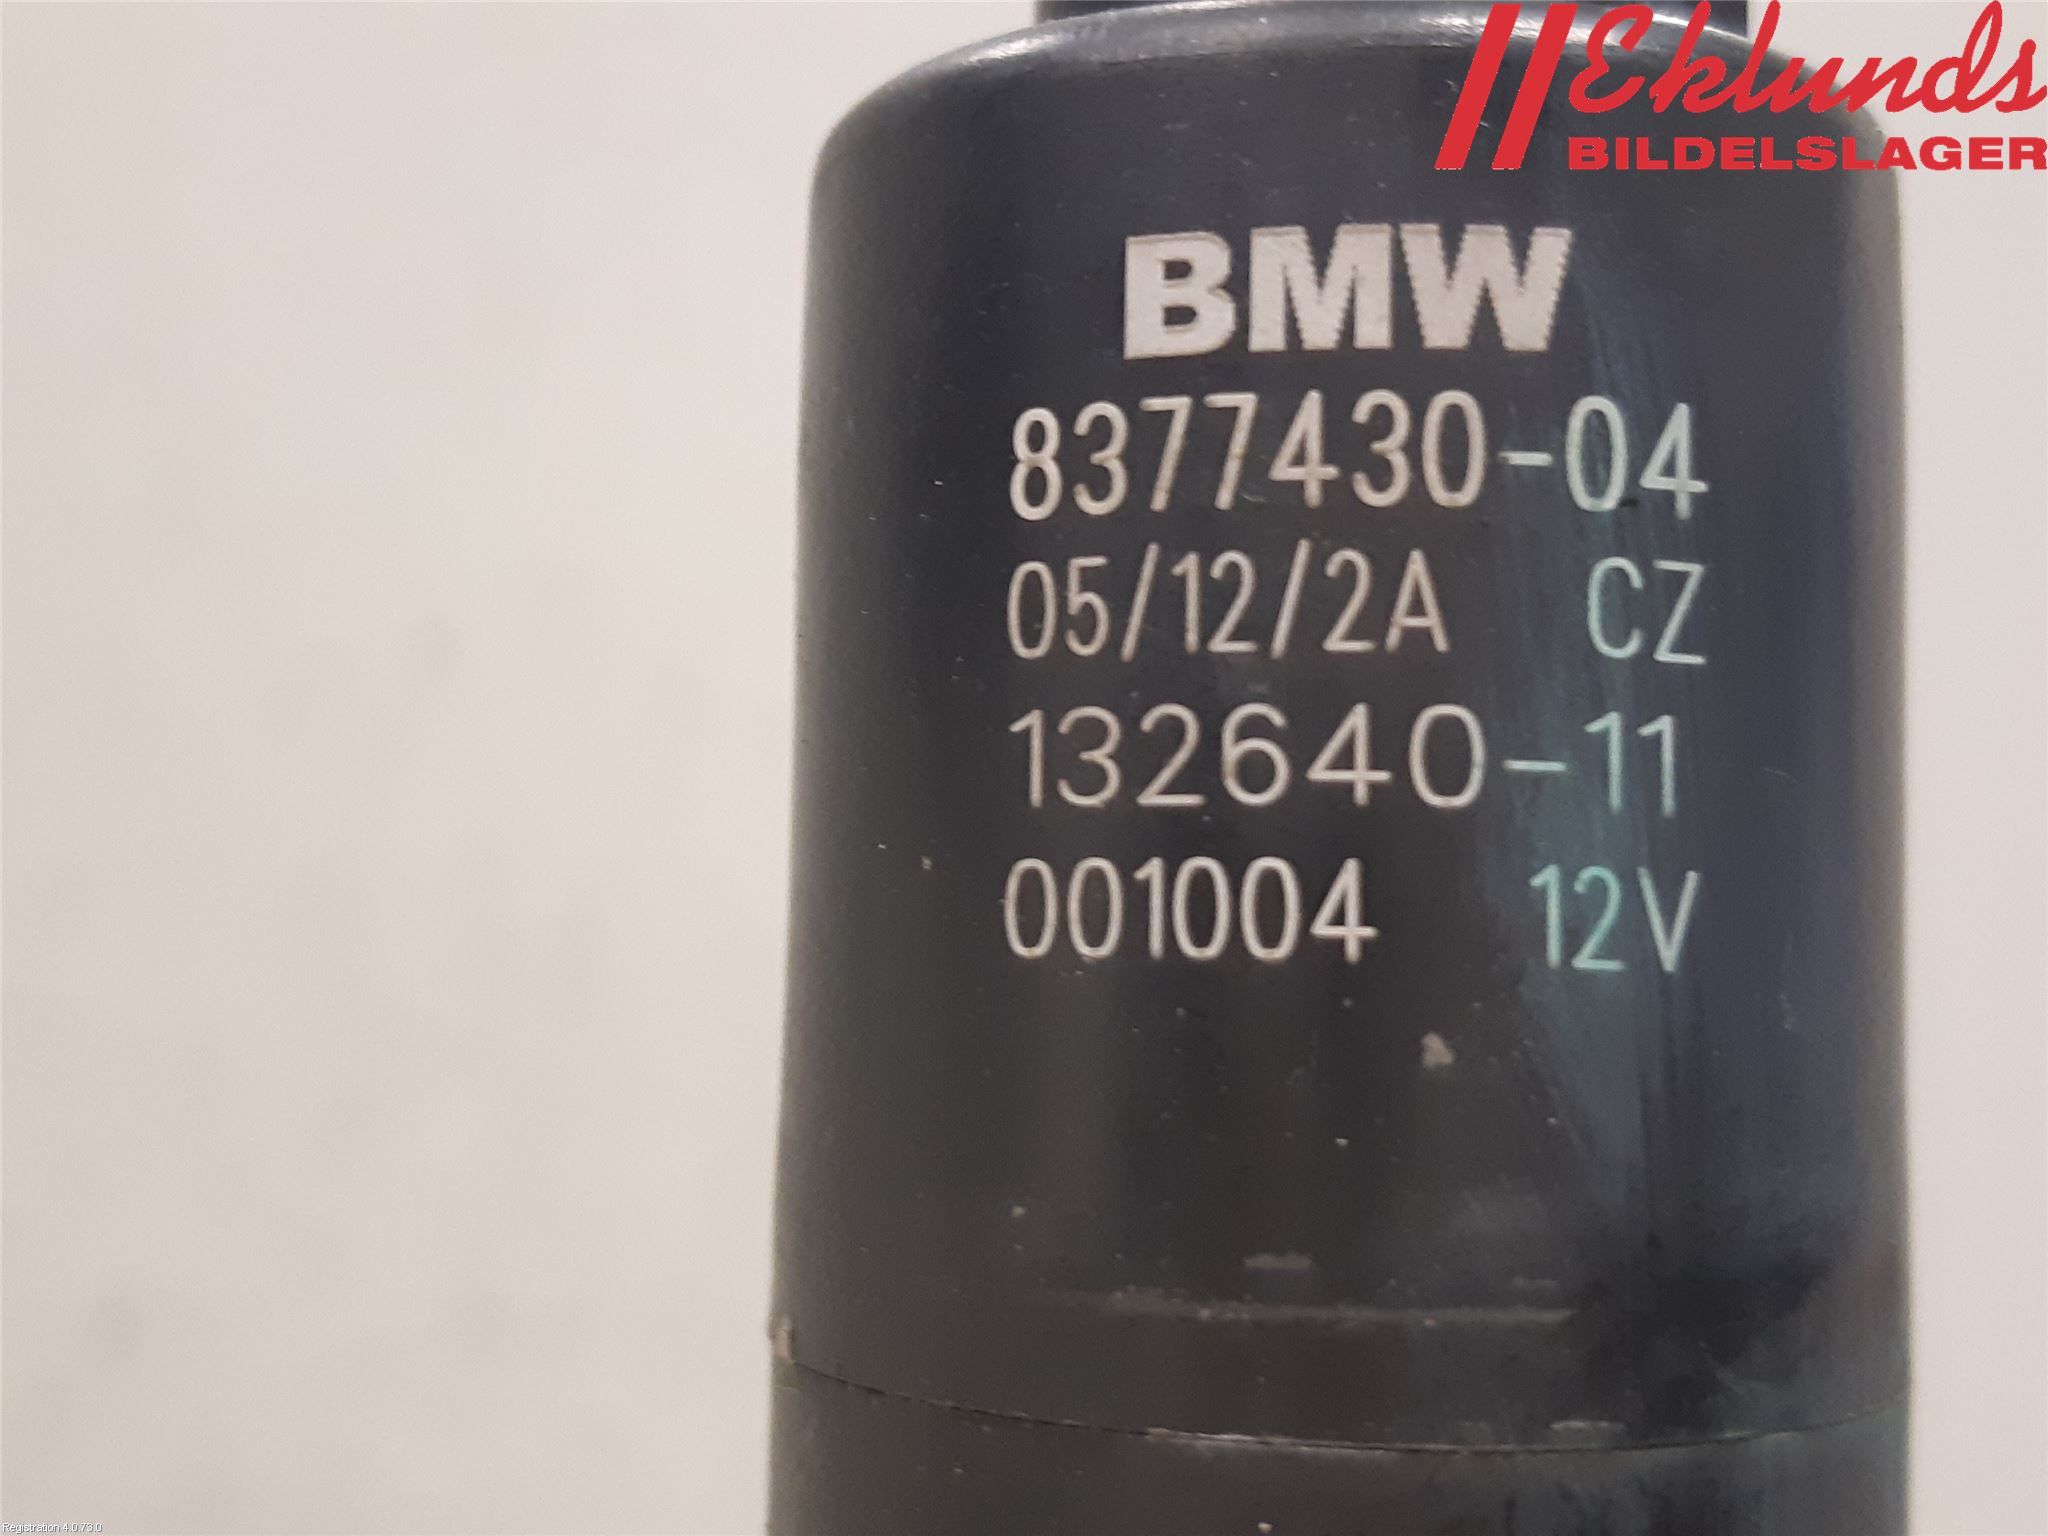 Eklunds
BILDELSLAGER
BMW
8377430-04
05/12/2A CZ
132640-11
001004 12V
Registration 4.0.73.0